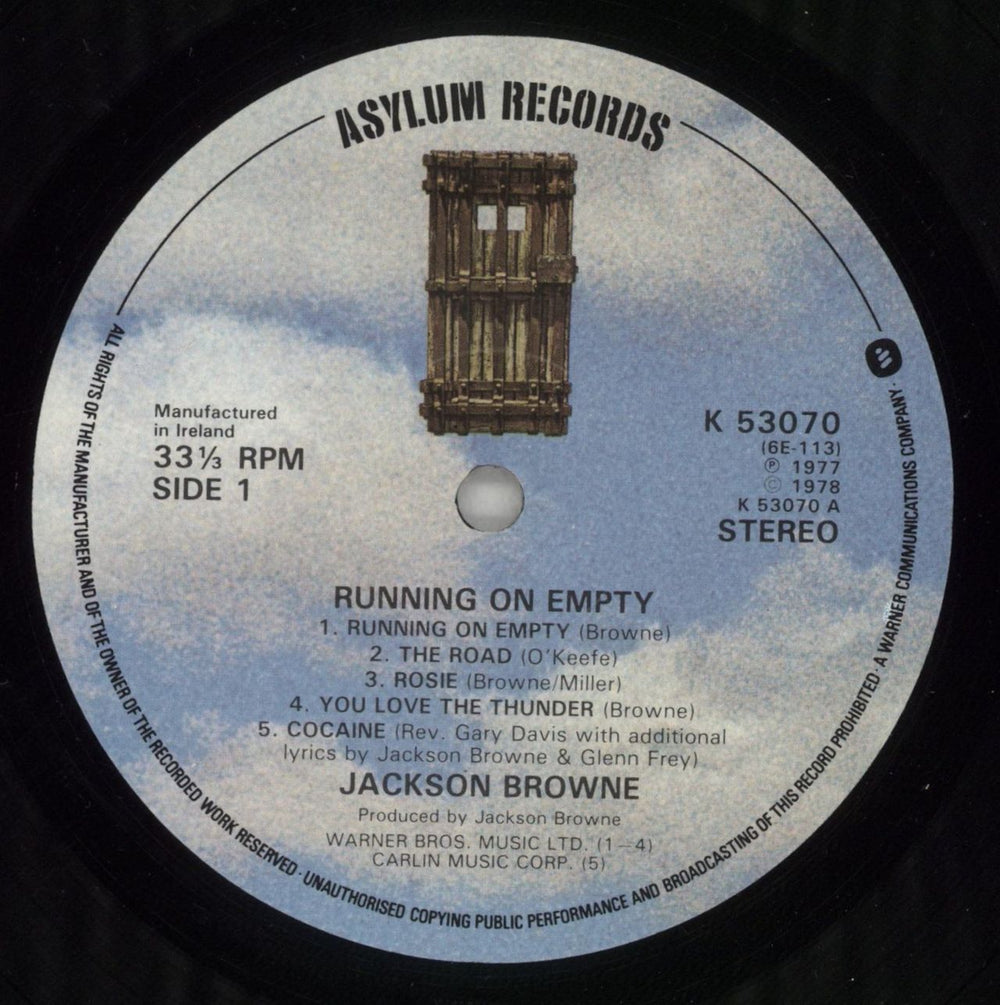 ASYLUM RECORDS
Manufactured
in Ireland
33⅓ RPM
SIDE 1
K 53070
(6E-113)
℗ 1977
© 1978
K 53070 A
STEREO
RUNNING ON EMPTY
1. RUNNING ON EMPTY (Browne)
2. THE ROAD (O'Keefe)
3. ROSIE (Browne/Miller)
4. YOU LOVE THE THUNDER (Browne)
5. COCAINE (Rev. Gary Davis with additional
lyrics by Jackson Browne & Glenn Frey)
JACKSON BROWNE
Produced by Jackson Browne
WARNER BROS. MUSIC LTD. (1—4)
CARLIN MUSIC CORP. (5)
ALL RIGHTS OF THE MANUFACTURER AND OF THE OWNER OF THE RECORDED WORK RESERVED · UNAUTHORISED COPYING PUBLIC PERFORMANCE AND BROADCASTING OF THIS RECORD PROHIBITED · A WARNER COMMUNICATIONS COMPANY ·